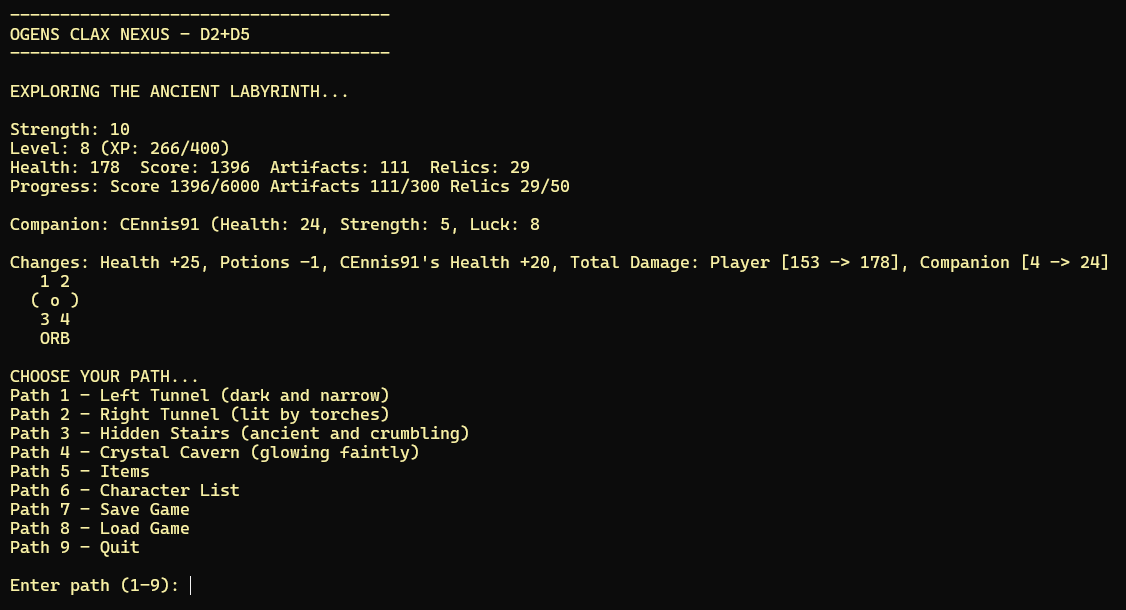 --------------------------------------
OGENS CLAX NEXUS - D2+D5
--------------------------------------
EXPLORING THE ANCIENT LABYRINTH...
Strength: 10
Level: 8 (XP: 266/400)
Health: 178  Score: 1396  Artifacts: 111  Relics: 29
Progress: Score 1396/6000 Artifacts 111/300 Relics 29/50
Companion: CEnnis91 (Health: 24, Strength: 5, Luck: 8
Changes: Health +25, Potions -1, CEnnis91's Health +20, Total Damage: Player [153 -> 178], Companion [4 -> 24]
1 2
( o )
3 4
ORB
CHOOSE YOUR PATH...
Path 1 - Left Tunnel (dark and narrow)
Path 2 - Right Tunnel (lit by torches)
Path 3 - Hidden Stairs (ancient and crumbling)
Path 4 - Crystal Cavern (glowing faintly)
Path 5 - Items
Path 6 - Character List
Path 7 - Save Game
Path 8 - Load Game
Path 9 - Quit
Enter path (1-9):